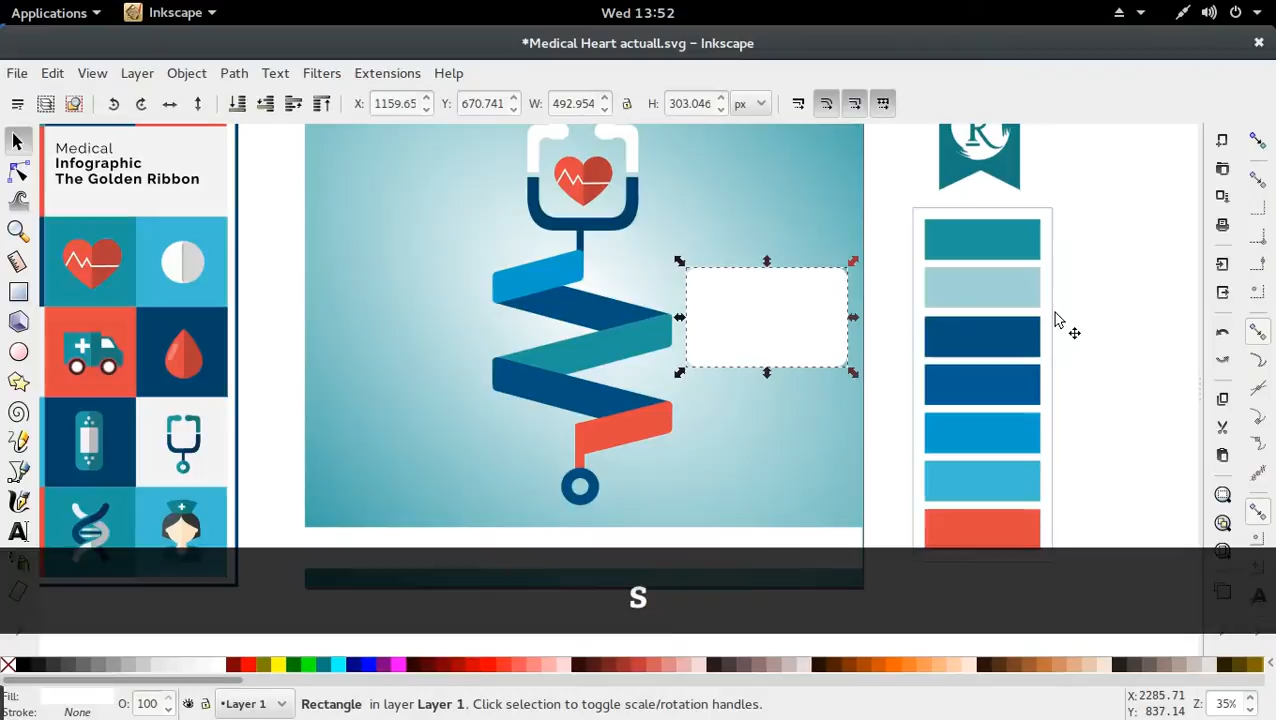 Applications
Inkscape
Wed 13:52
*Medical Heart actuall.svg – Inkscape
File Edit View Layer Object Path Text Filters Extensions Help
X: 1159.65 Y: 670.741 W: 492.954 H: 303.046 px
Medical
Infographic
The Golden Ribbon
R
S
Fill:
Stroke: None
O: 100
•Layer 1
Rectangle in layer Layer 1. Click selection to toggle scale/rotation handles.
X:2285.71
Y: 837.14
Z: 35%